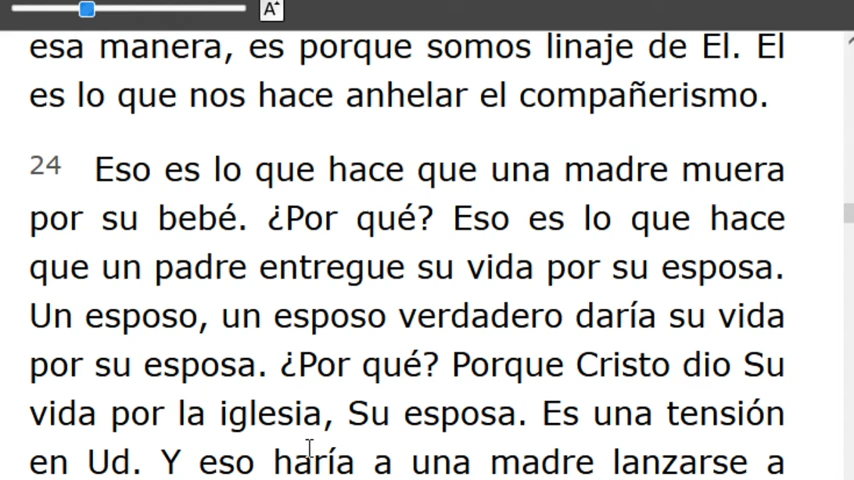 A
esa manera, es porque somos linaje de El. El
es lo que nos hace anhelar el compañerismo.
24 Eso es lo que hace que una madre muera
por su bebé. ¿Por qué? Eso es lo que hace
que un padre entregue su vida por su esposa.
Un esposo, un esposo verdadero daría su vida
por su esposa. ¿Por qué? Porque Cristo dio Su
vida por la iglesia, Su esposa. Es una tensión
en Ud. Y eso haría a una madre lanzarse a